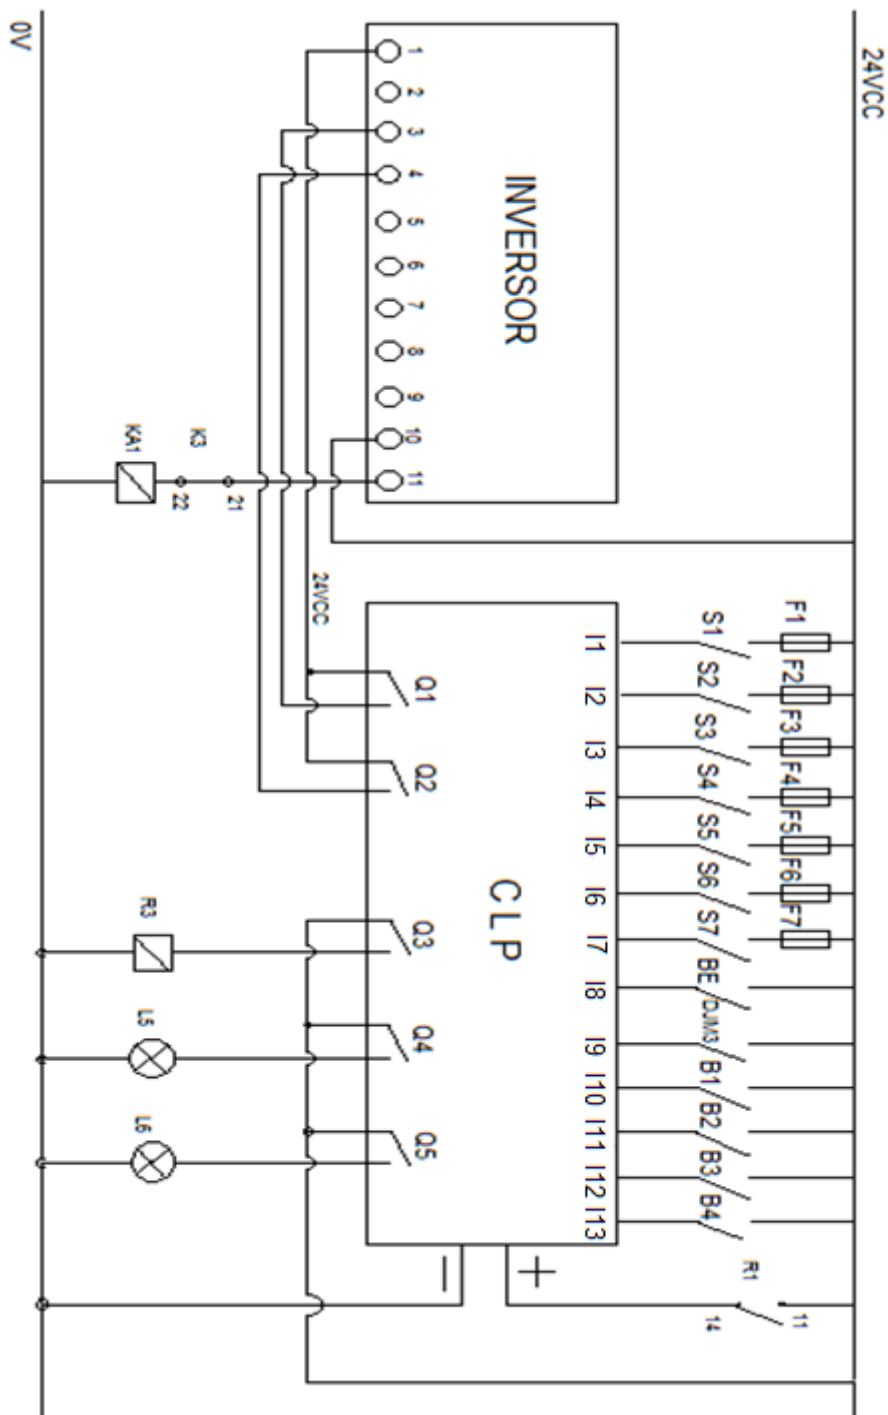 24VCC
F1 F2 F3 F4 F5 F6 F7
11
R1
14
S1 S2 S3 S4 S5 S6 S7 BE DJM3 B1 B2 B3 B4
I1 I2 I3 I4 I5 I6 I7 I8 I9 I10 I11 I12 I13
INVERSOR
CLP
+
−
1 2 3 4 5 6 7 8 9 10 11
Q1 Q2 Q3 Q4 Q5
24VCC
21
K3
22
KA1
R3
L5
L6
0V